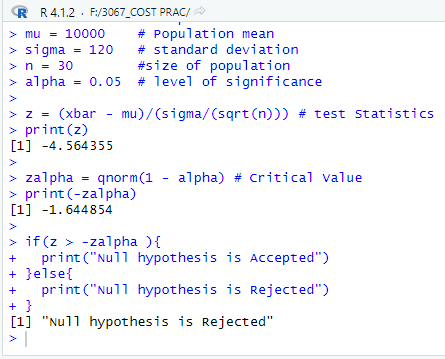 R 4.1.2 · F:/3067_COST PRAC/
> mu = 10000   # Population mean
> sigma = 120  # standard deviation
> n = 30       #size of population
> alpha = 0.05 # level of significance
>
> z = (xbar - mu)/(sigma/(sqrt(n))) # test Statistics
> print(z)
[1] -4.564355
>
> zalpha = qnorm(1 - alpha) # Critical Value
> print(-zalpha)
[1] -1.644854
>
> if(z > -zalpha ){
+   print("Null hypothesis is Accepted")
+ }else{
+   print("Null hypothesis is Rejected")
+ }
[1] "Null hypothesis is Rejected"
>